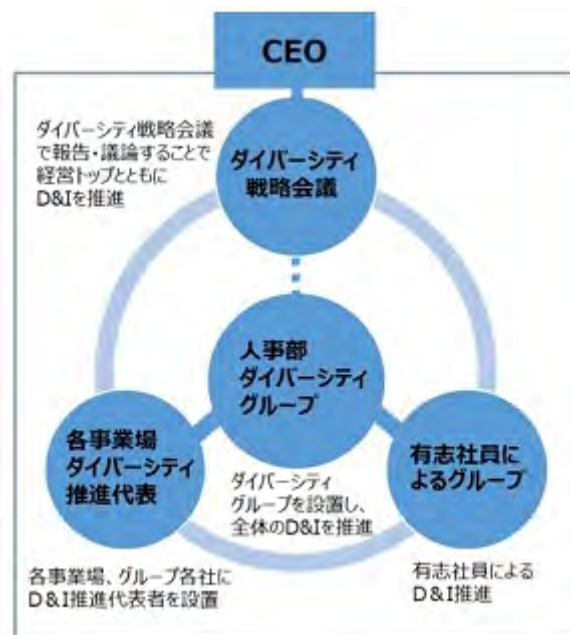 CEO
ダイバーシティ戦略会議
で報告・議論することで
経営トップとともに
D&Iを推進
ダイバーシティ
戦略会議
人事部
ダイバーシティ
グループ
各事業場
ダイバーシティ
推進代表
有志社員に
よるグループ
ダイバーシティ
グループを設置し、
全体のD&Iを推進
各事業場、グループ各社に
D&I推進代表者を設置
有志社員による
D&I推進